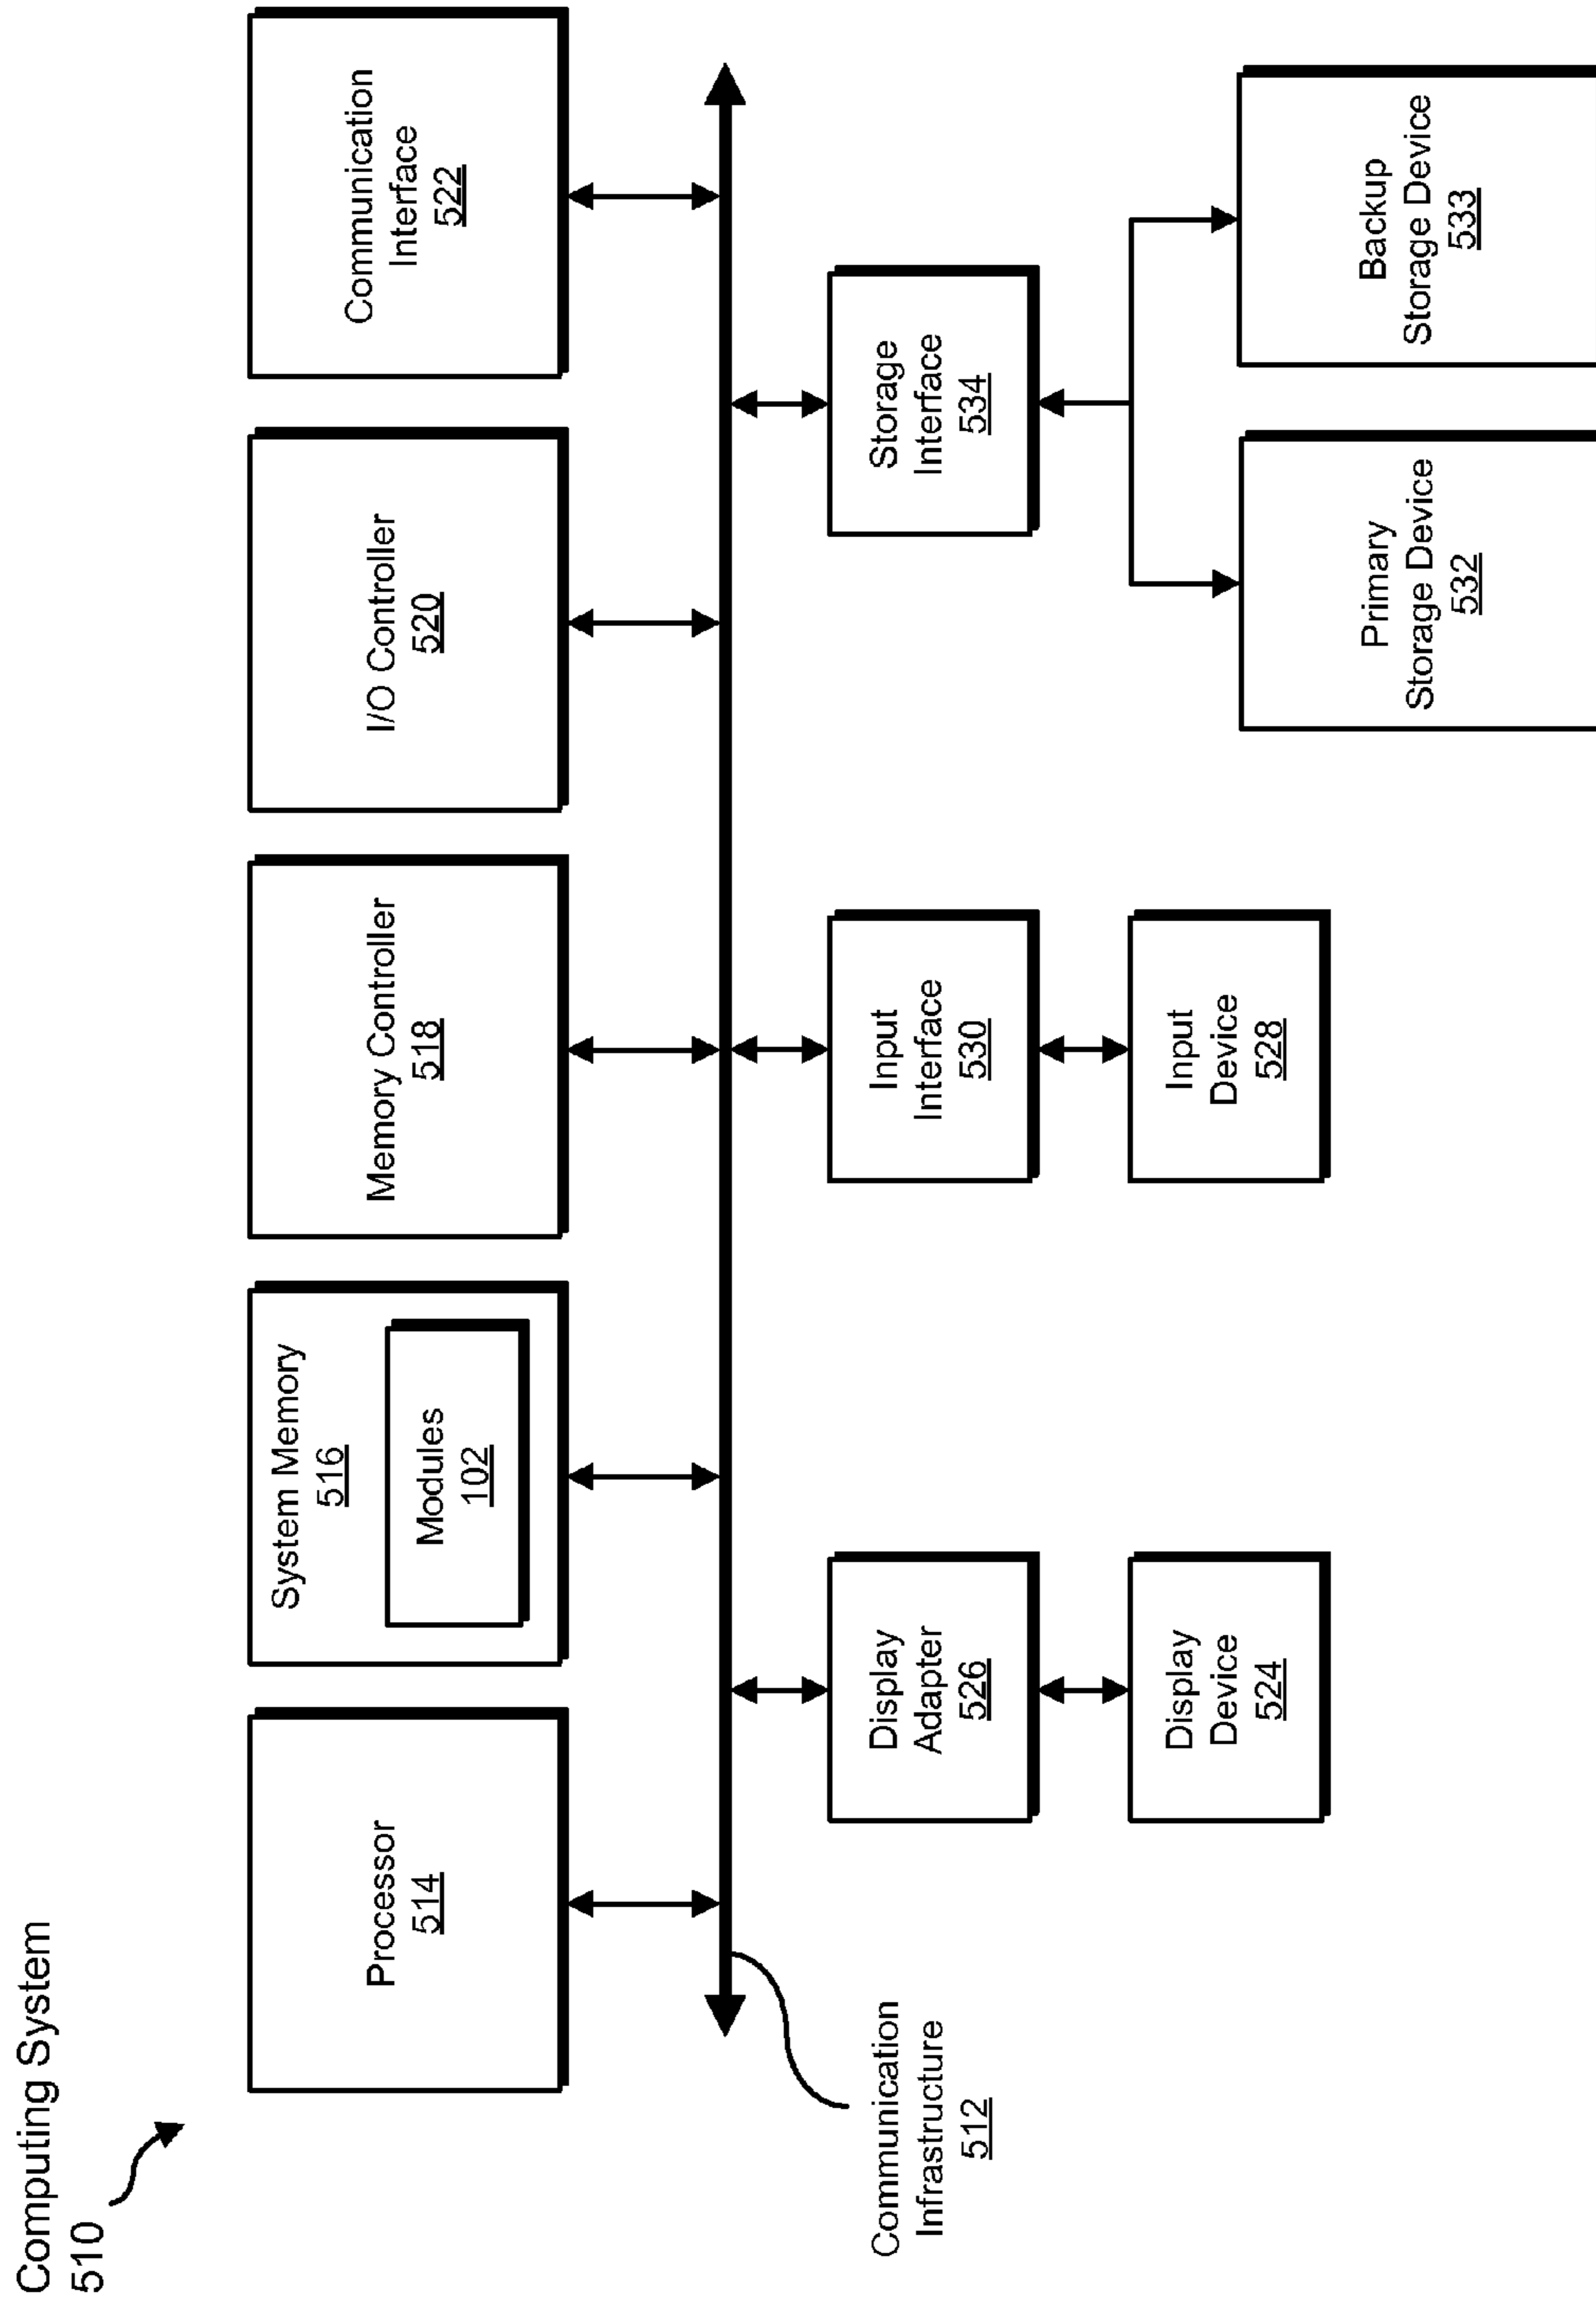 Computing System
510
Processor
514
System Memory
516
Modules
102
Memory Controller
518
I/O Controller
520
Communication
Interface
522
Communication
Infrastructure
512
Display
Adapter
526
Input
Interface
530
Storage
Interface
534
Display
Device
524
Input
Device
528
Primary
Storage Device
532
Backup
Storage Device
533